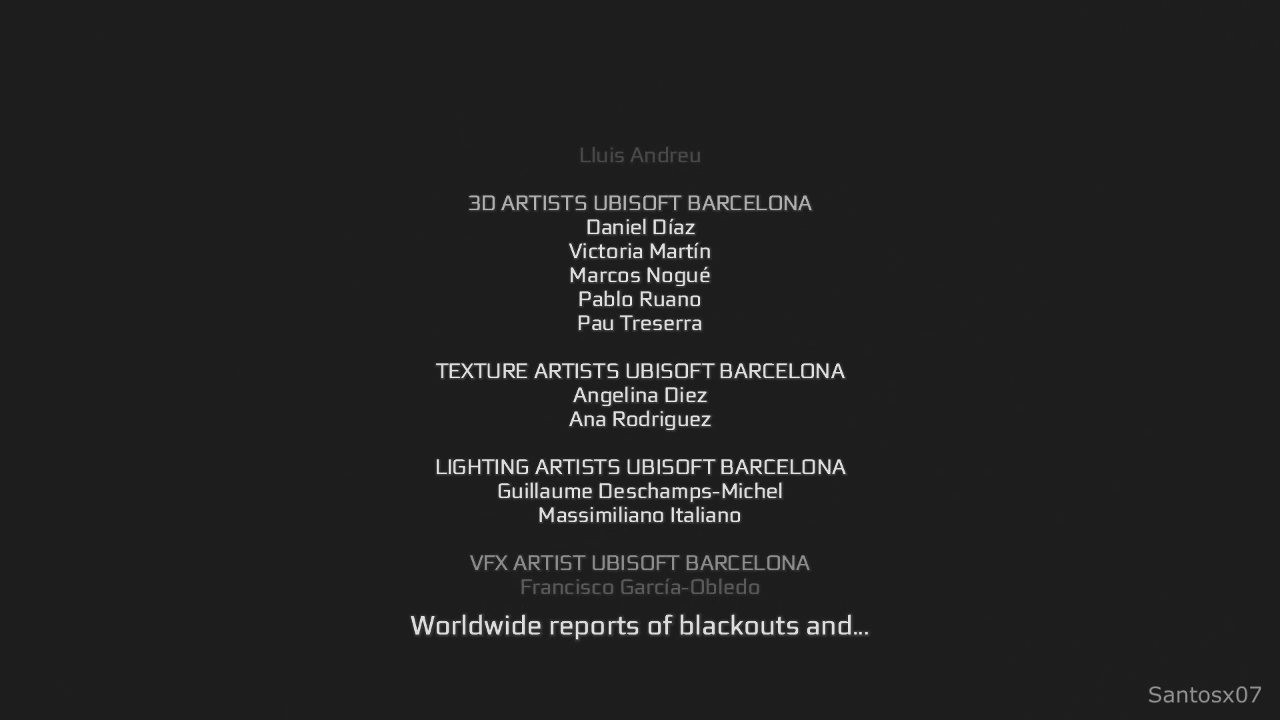 Lluis Andreu
3D ARTISTS UBISOFT BARCELONA
Daniel Díaz
Victoria Martín
Marcos Nogué
Pablo Ruano
Pau Treserra
TEXTURE ARTISTS UBISOFT BARCELONA
Angelina Diez
Ana Rodriguez
LIGHTING ARTISTS UBISOFT BARCELONA
Guillaume Deschamps-Michel
Massimiliano Italiano
VFX ARTIST UBISOFT BARCELONA
Francisco García-Obledo
Worldwide reports of blackouts and...
Santosx07